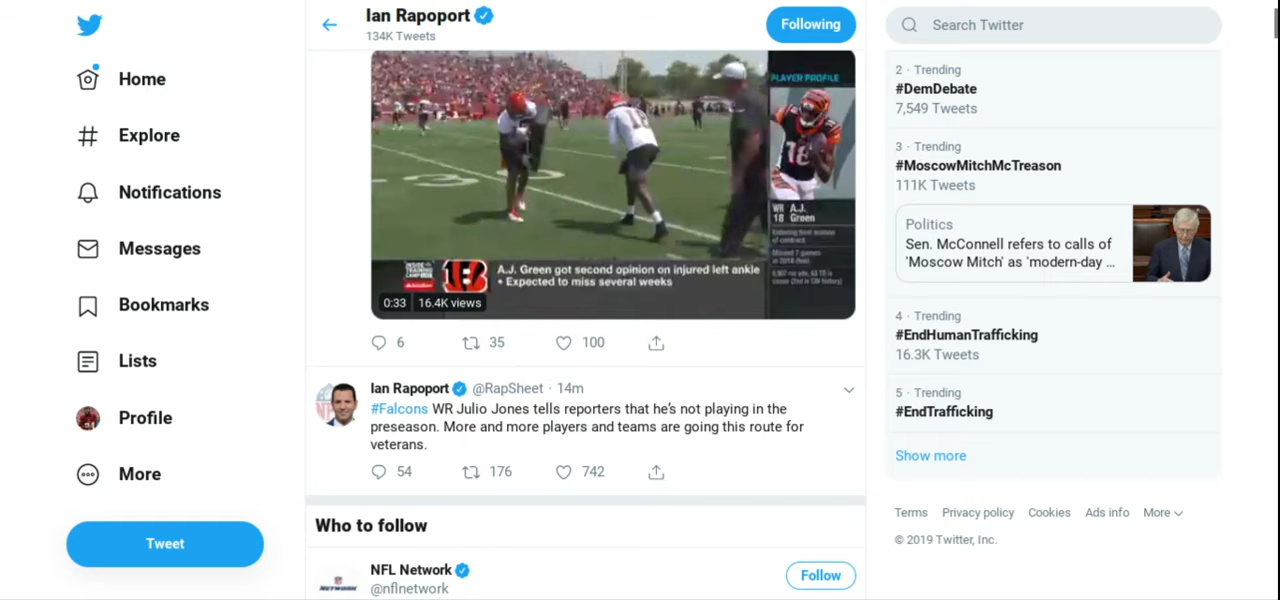 Home
Explore
Notifications
Messages
Bookmarks
Lists
Profile
More
Tweet
Ian Rapoport
134K Tweets
Following
PLAYER PROFILE
18
WR A.J.
18 Green
A.J. Green got second opinion on injured left ankle
• Expected to miss several weeks
0:33 16.4K views
6 35 100
Ian Rapoport @RapSheet · 14m
#Falcons WR Julio Jones tells reporters that he's not playing in the
preseason. More and more players and teams are going this route for
veterans.
54 176 742
Who to follow
NFL Network
@nflnetwork
Follow
Search Twitter
2 · Trending
#DemDebate
7,549 Tweets
3 · Trending
#MoscowMitchMcTreason
111K Tweets
Politics
Sen. McConnell refers to calls of
'Moscow Mitch' as 'modern-day ...
4 · Trending
#EndHumanTrafficking
16.3K Tweets
5 · Trending
#EndTrafficking
Show more
Terms Privacy policy Cookies Ads info More
© 2019 Twitter, Inc.